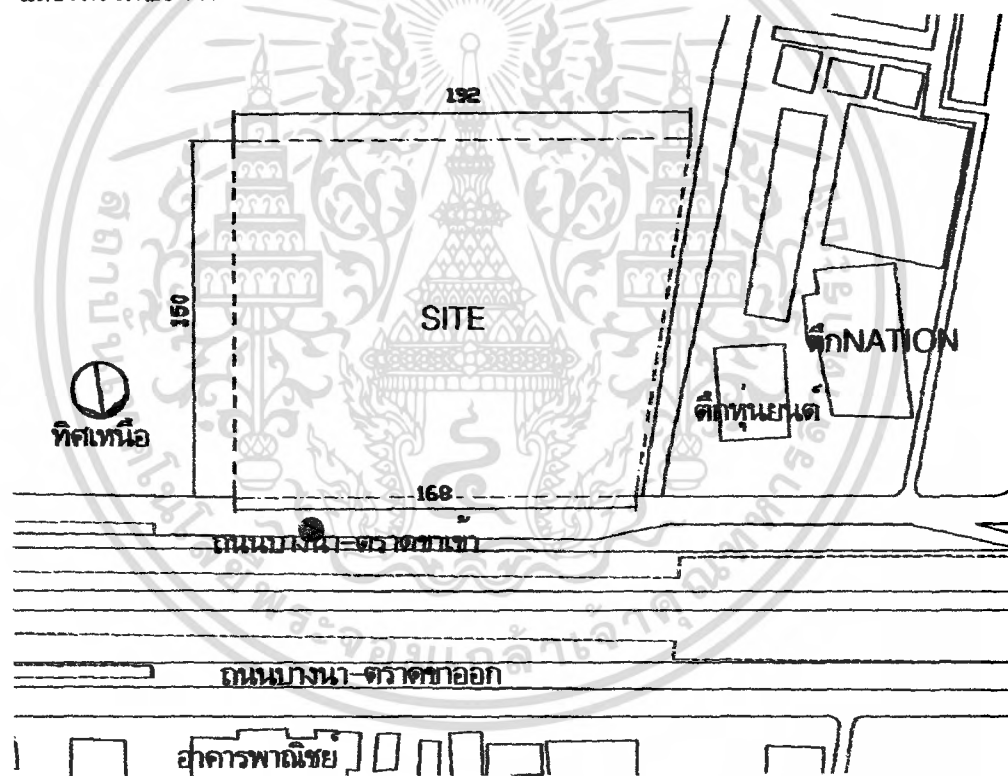 192
150
SITE
ตึกNATION
ตึกหุ่นยนต์
ทิศเหนือ
168
ถนนบางนา-ตราดขาเข้า
ถนนบางนา-ตราดขาออก
อาคารพาณิชย์